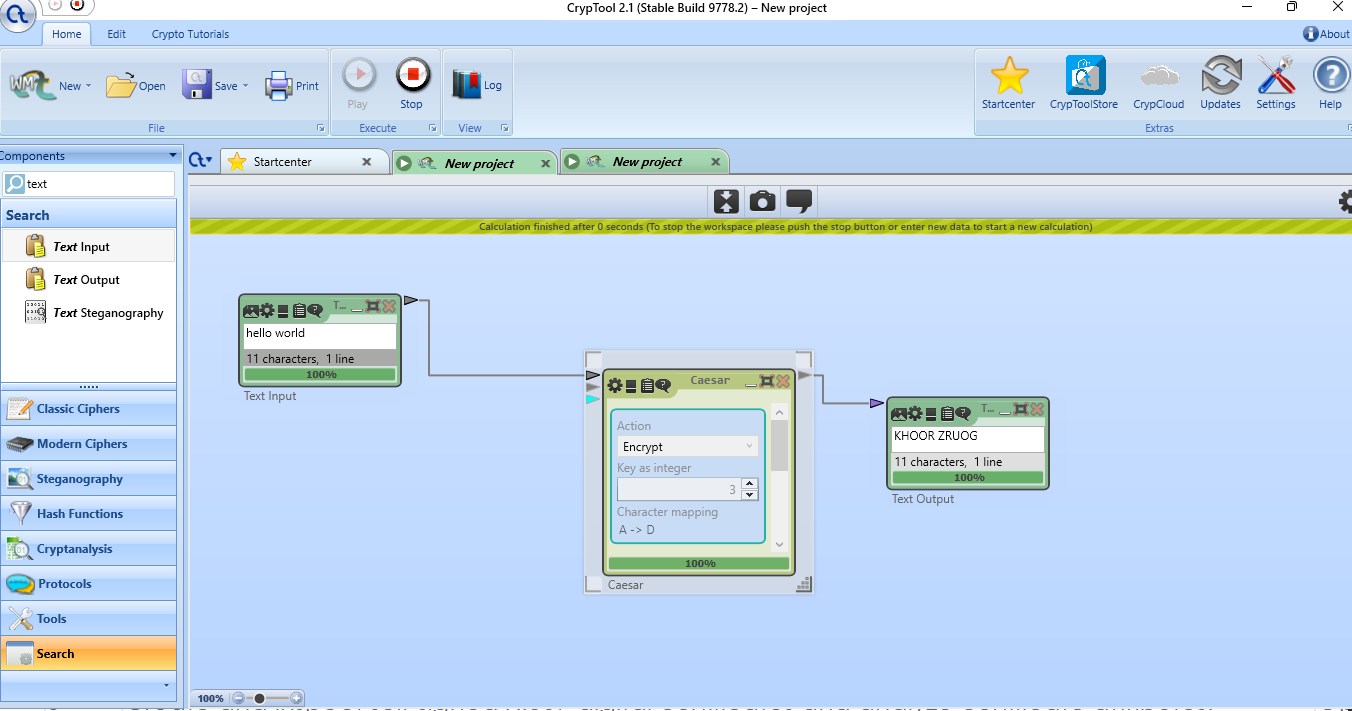 CrypTool 2.1 (Stable Build 9778.2) – New project
Home Edit Crypto Tutorials About
New Open Save Print Play Stop Log Startcenter CrypToolStore CrypCloud Updates Settings Help
File Execute View Extras
Components
Startcenter New project New project
text
Search
Calculation finished after 0 seconds (To stop the workspace please push the stop button or enter new data to start a new calculation)
Text Input
Text Output
Text Steganography
T...
hello world
11 characters, 1 line
100%
Text Input
Caesar
Action
Encrypt
Key as integer
3
Character mapping
A -> D
100%
Caesar
T...
KHOOR ZRUOG
11 characters, 1 line
100%
Text Output
Classic Ciphers
Modern Ciphers
Steganography
Hash Functions
Cryptanalysis
Protocols
Tools
Search
100%